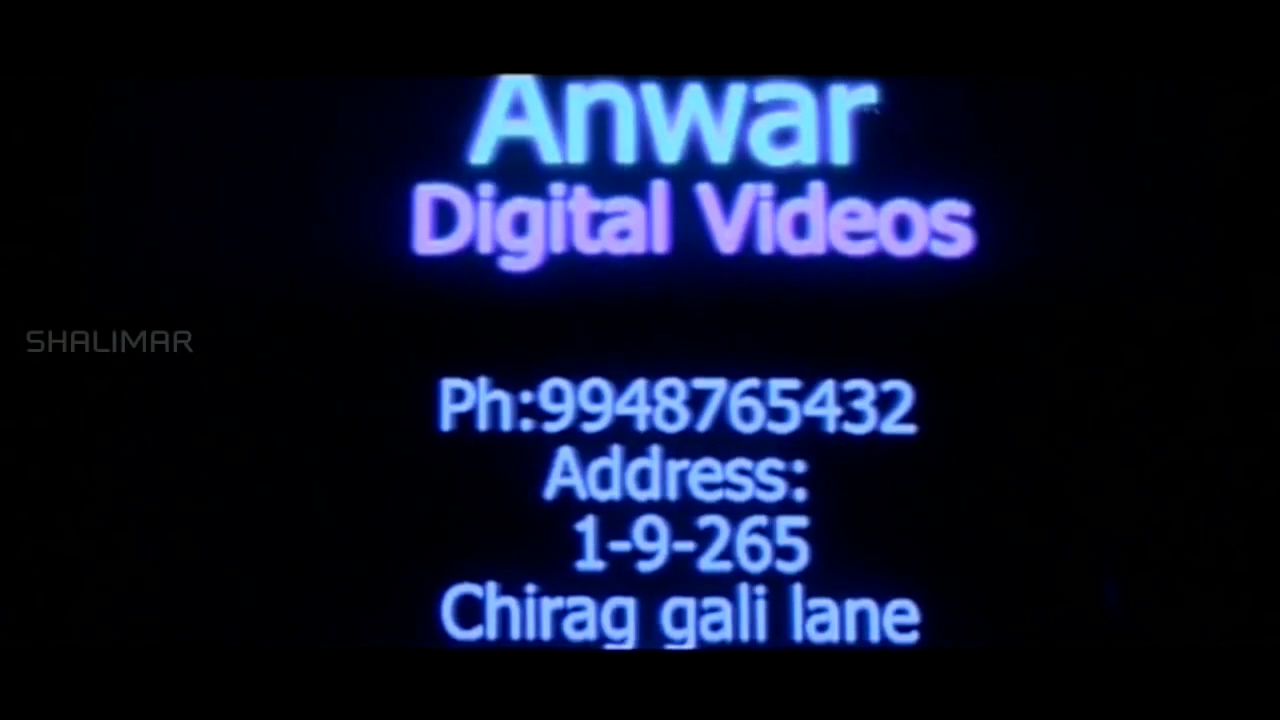 Anwar
Digital Videos
SHALIMAR
Ph:9948765432
Address:
1-9-265
Chirag gali lane